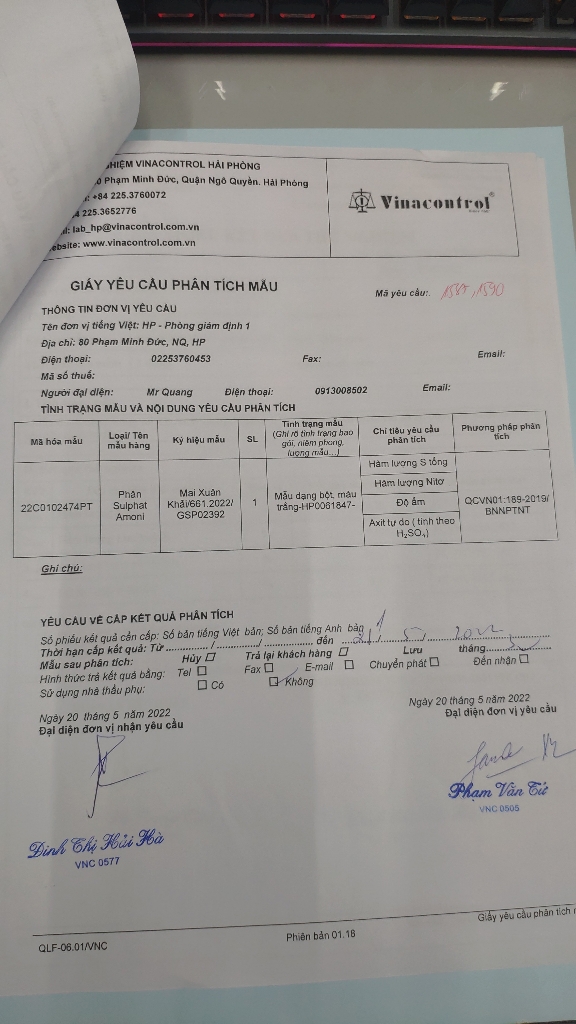 HIỆM VINACONTROL HẢI PHÒNG
Phạm Minh Đức, Quận Ngô Quyền. Hải Phòng
+84 225.3760072
225.3652776
lab_hp@vinacontrol.com.vn
ebsite: www.vinacontrol.com.vn
Vinacontrol®
GIẤY YÊU CẦU PHÂN TÍCH MẪU
Mã yêu cầu: 1587, 1590
THÔNG TIN ĐƠN VỊ YÊU CẦU
Tên đơn vị tiếng Việt: HP - Phòng giám định 1
Địa chỉ: 80 Phạm Minh Đức, NQ, HP
Điện thoại: 02253760453 Fax: Email:
Mã số thuế:
Người đại diện: Mr Quang Điện thoại: 0913008502 Email:
TÌNH TRẠNG MẪU VÀ NỘI DUNG YÊU CẦU PHÂN TÍCH
Mã hóa mẫu
Loại/ Tên mẫu hàng
Ký hiệu mẫu
SL
Tình trạng mẫu
(Ghi rõ tình trạng bao gói, niêm phong, lượng mẫu...)
Chỉ tiêu yêu cầu phân tích
Phương pháp phân tích
22C0102474PT
Phân
Sulphat
Amoni
Mai Xuân
Khải/661.2022/
GSP02392
1
Mẫu dạng bột, màu
trắng-HP0061847-
Hàm lượng S tổng
Hàm lượng Nitơ
Độ ẩm
Axit tự do ( tính theo
H₂SO₄)
QCVN01:189-2019/
BNNPTNT
Ghi chú:
YÊU CẦU VỀ CẤP KẾT QUẢ PHÂN TÍCH
Số phiếu kết quả cần cấp: Số bản tiếng Việt bản; Số bản tiếng Anh bản
Thời hạn cấp kết quả: Từ ............ / ............ / ............ đến 21 / 5 / 2022
Mẫu sau phân tích: Hủy ☐ Trả lại khách hàng ☐ Lưu tháng
Hình thức trả kết quả bằng: Tel ☐ Fax ☐ E-mail ☐ Chuyển phát ☐ Đến nhận ☐
Sử dụng nhà thầu phụ: ☐ Có ☑ Không
Ngày 20 tháng 5 năm 2022
Đại diện đơn vị nhận yêu cầu
Ngày 20 tháng 5 năm 2022
Đại diện đơn vị yêu cầu
Đinh Thị Hải Hà
VNC 0577
Phạm Văn Tứ
VNC 0505
QLF-06.01/VNC
Phiên bản 01.18
Giấy yêu cầu phân tích